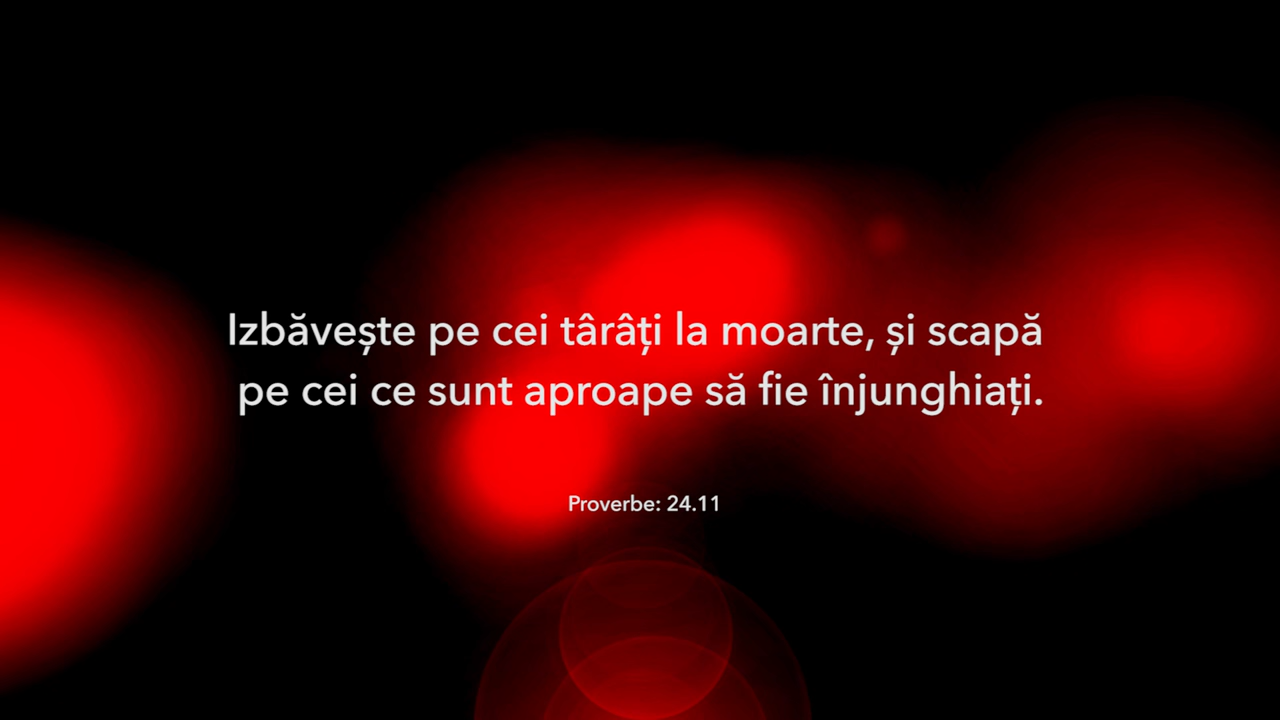 Izbăvește pe cei târâți la moarte, și scapă
pe cei ce sunt aproape să fie înjunghiați.
Proverbe: 24.11